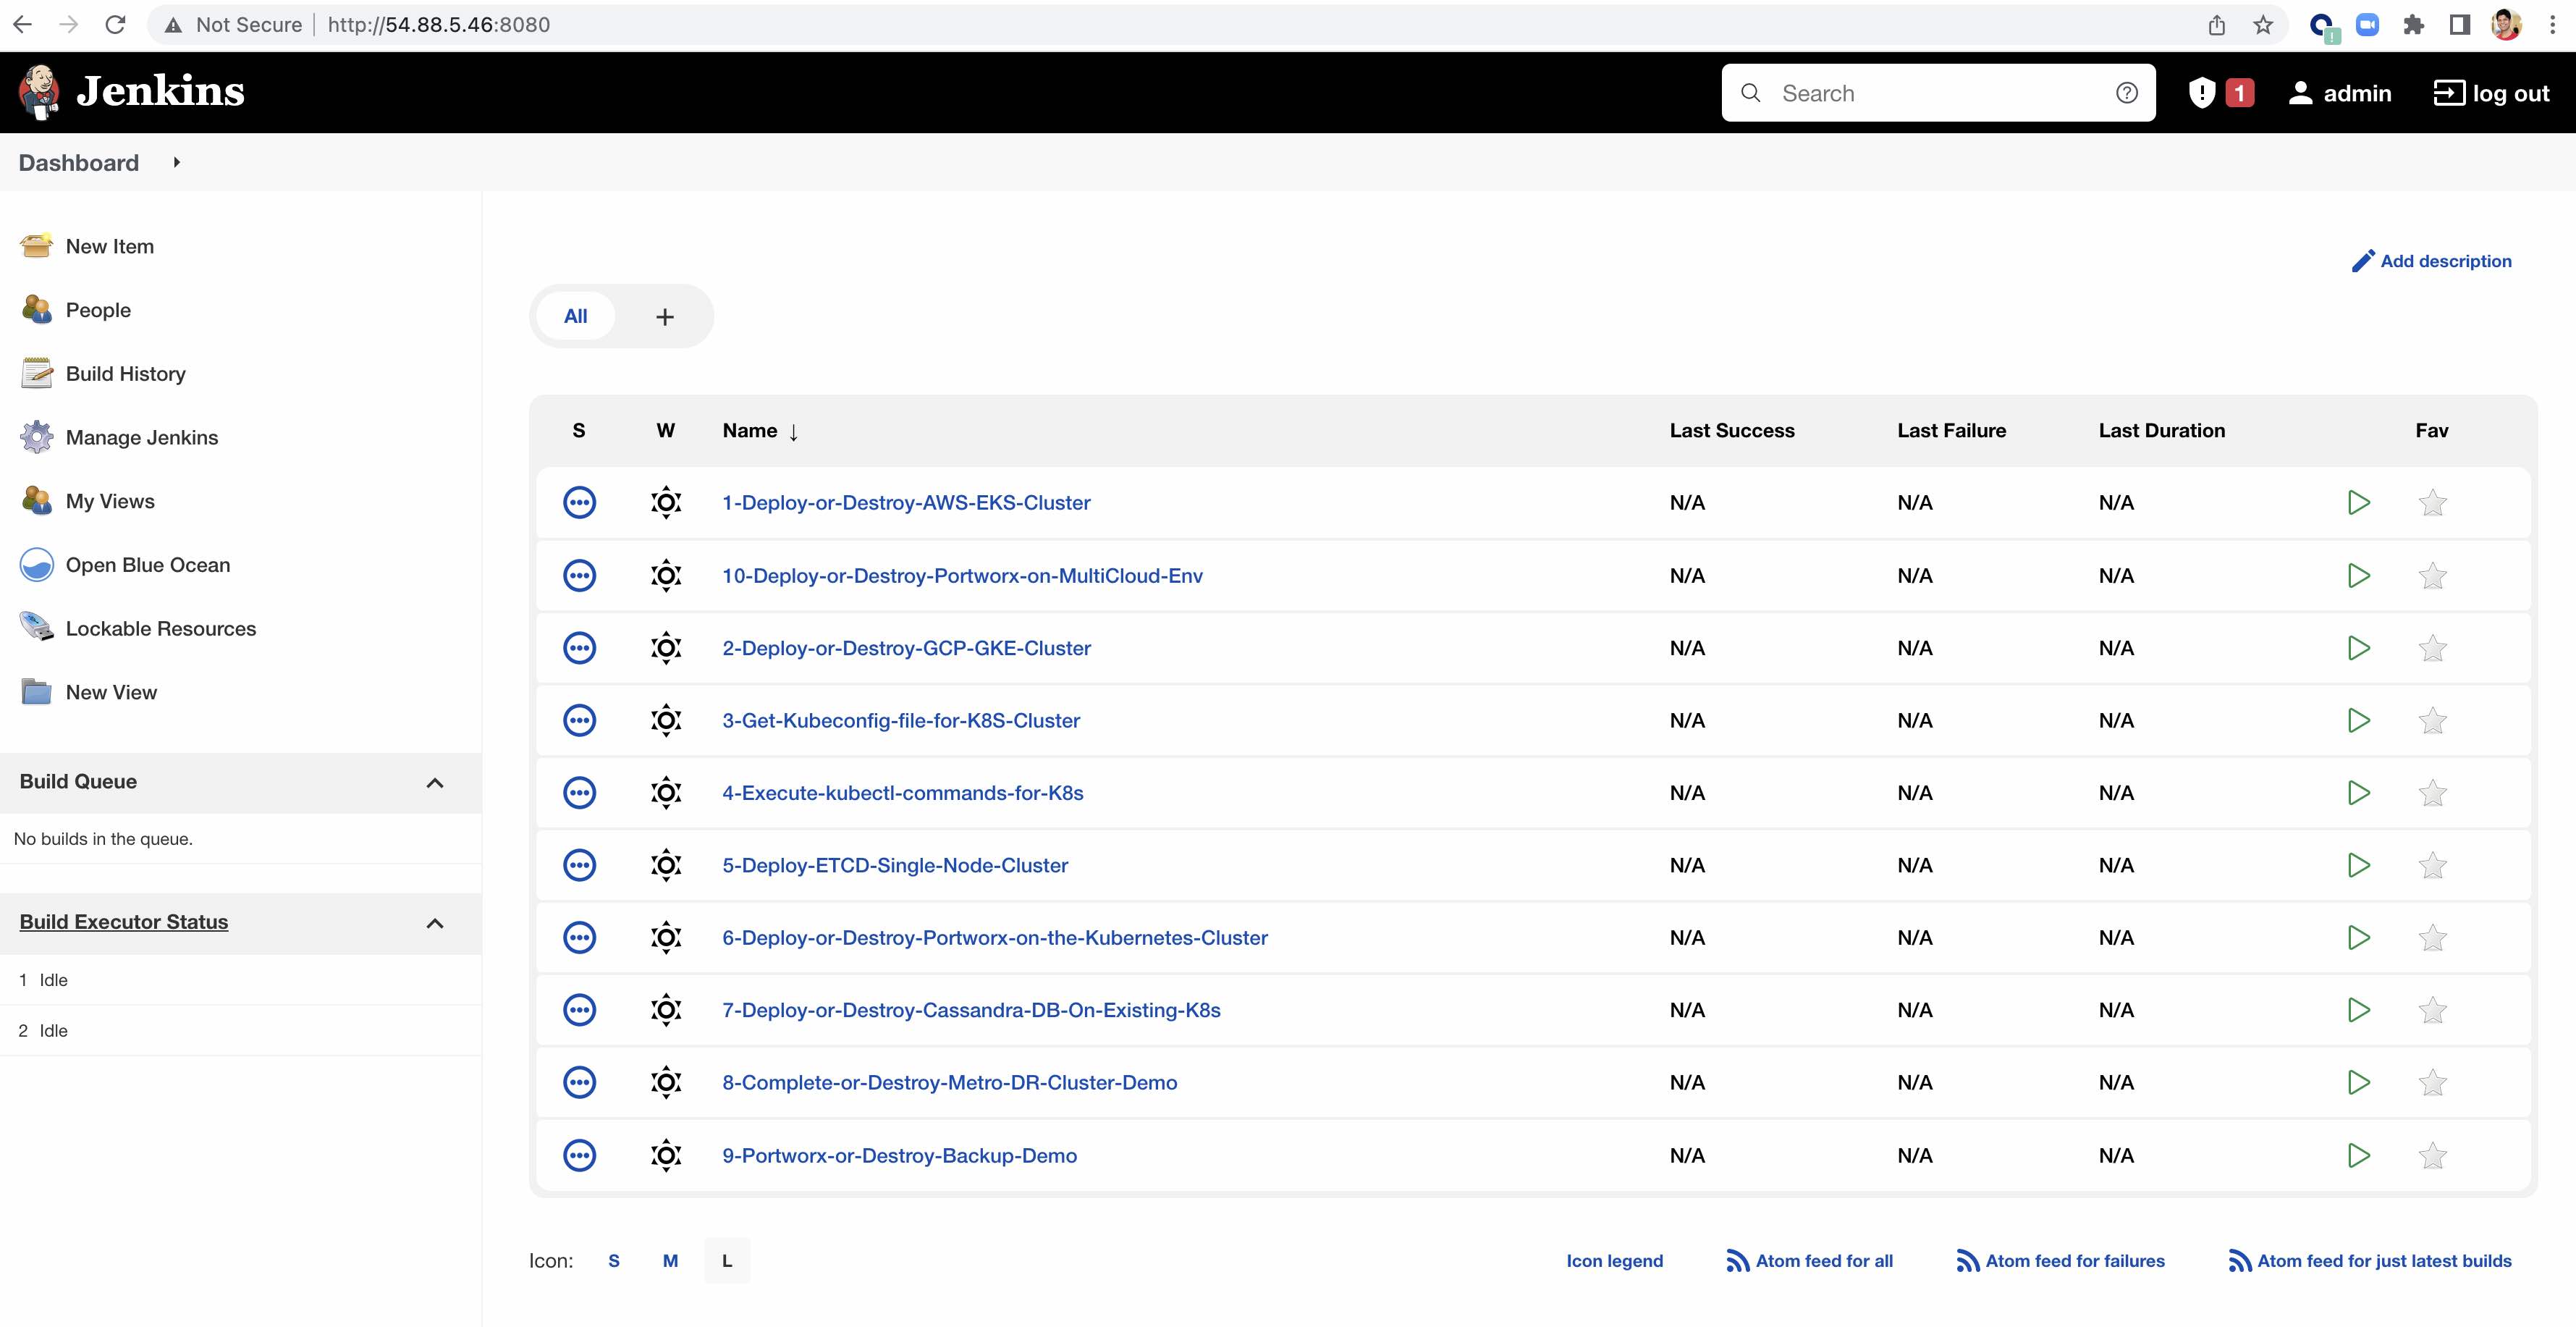 Not Secure http://54.88.5.46:8080
Jenkins
Search
1
admin
log out
Dashboard
New Item
People
Build History
Manage Jenkins
My Views
Open Blue Ocean
Lockable Resources
New View
Build Queue
No builds in the queue.
Build Executor Status
1 Idle
2 Idle
Add description
All +
S W Name ↓ Last Success Last Failure Last Duration Fav
1-Deploy-or-Destroy-AWS-EKS-Cluster N/A N/A N/A
10-Deploy-or-Destroy-Portworx-on-MultiCloud-Env N/A N/A N/A
2-Deploy-or-Destroy-GCP-GKE-Cluster N/A N/A N/A
3-Get-Kubeconfig-file-for-K8S-Cluster N/A N/A N/A
4-Execute-kubectl-commands-for-K8s N/A N/A N/A
5-Deploy-ETCD-Single-Node-Cluster N/A N/A N/A
6-Deploy-or-Destroy-Portworx-on-the-Kubernetes-Cluster N/A N/A N/A
7-Deploy-or-Destroy-Cassandra-DB-On-Existing-K8s N/A N/A N/A
8-Complete-or-Destroy-Metro-DR-Cluster-Demo N/A N/A N/A
9-Portworx-or-Destroy-Backup-Demo N/A N/A N/A
Icon: S M L
Icon legend
Atom feed for all
Atom feed for failures
Atom feed for just latest builds